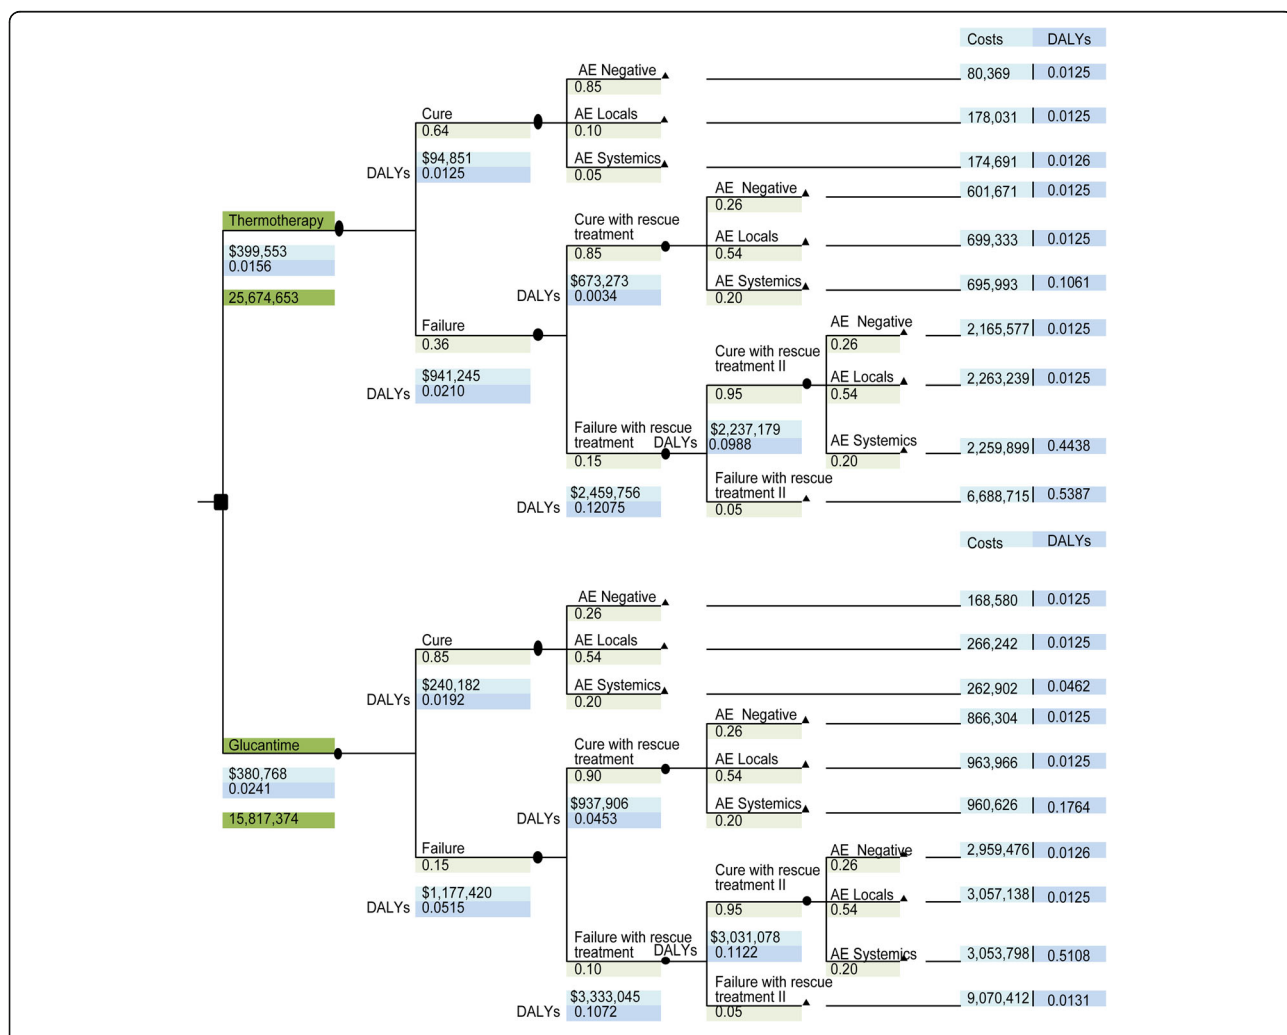 Costs DALYs
AE Negative
0.85
80,369 0.0125
Cure
0.64
AE Locals
0.10
178,031 0.0125
DALYs $94,851
0.0125
AE Systemics
0.05
174,691 0.0126
Thermotherapy
$399,553
0.0156
25,674,653
AE Negative
0.26
601,671 0.0125
Cure with rescue
treatment
0.85
AE Locals
0.54
699,333 0.0125
DALYs $673,273
0.0034
AE Systemics
0.20
695,993 0.1061
Failure
0.36
DALYs $941,245
0.0210
AE Negative
0.26
2,165,577 0.0125
Cure with rescue
treatment II
0.95
AE Locals
0.54
2,263,239 0.0125
DALYs $2,237,179
0.0988
AE Systemics
0.20
2,259,899 0.4438
Failure with rescue
treatment
0.15
DALYs $2,459,756
0.12075
Failure with rescue
treatment II
0.05
6,688,715 0.5387
Costs DALYs
AE Negative
0.26
168,580 0.0125
Cure
0.85
AE Locals
0.54
266,242 0.0125
DALYs $240,182
0.0192
AE Systemics
0.20
262,902 0.0462
Glucantime
$380,768
0.0241
15,817,374
AE Negative
0.26
866,304 0.0125
Cure with rescue
treatment
0.90
AE Locals
0.54
963,966 0.0125
DALYs $937,906
0.0453
AE Systemics
0.20
960,626 0.1764
Failure
0.15
DALYs $1,177,420
0.0515
AE Negative
0.26
2,959,476 0.0126
Cure with rescue
treatment II
0.95
AE Locals
0.54
3,057,138 0.0125
DALYs $3,031,078
0.1122
AE Systemics
0.20
3,053,798 0.5108
Failure with rescue
treatment
0.10
DALYs $3,333,045
0.1072
Failure with rescue
treatment II
0.05
9,070,412 0.0131